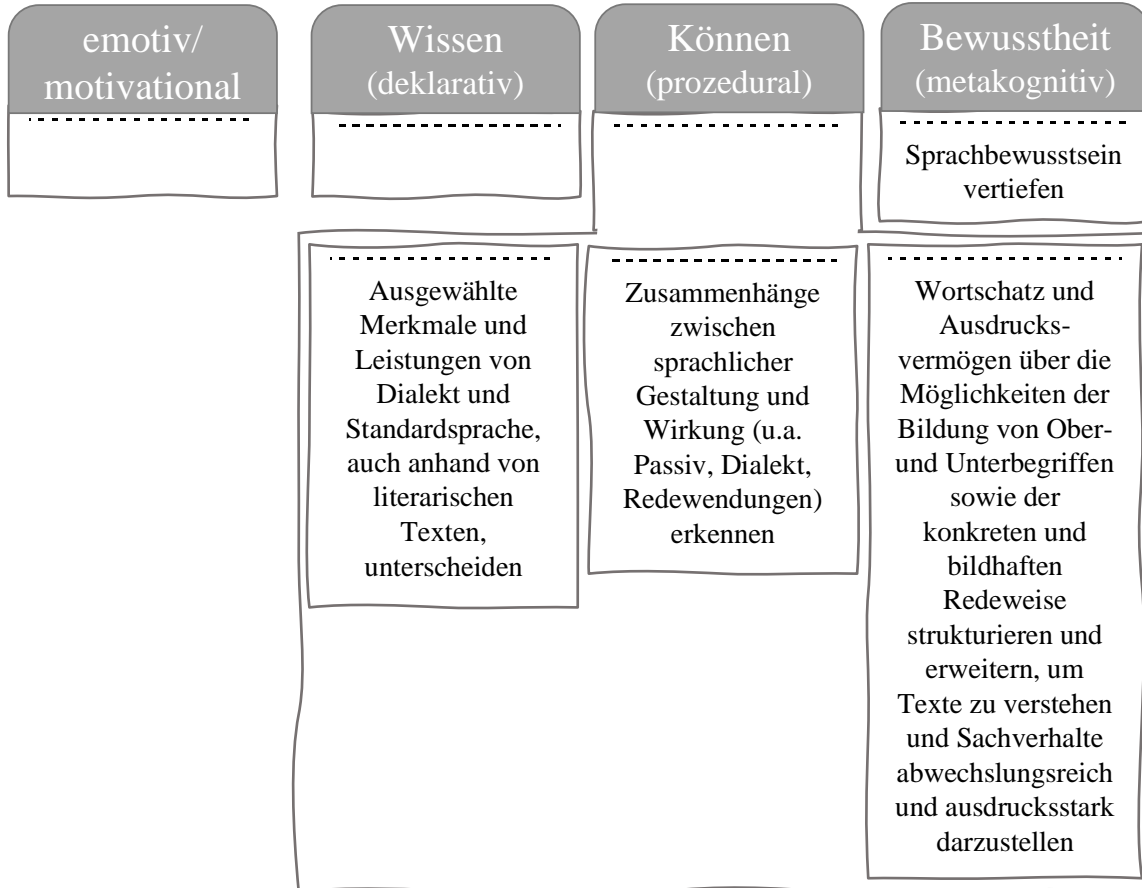 emotiv/
motivational
Wissen
(deklarativ)
Können
(prozedural)
Bewusstheit
(metakognitiv)
Sprachbewusstsein
vertiefen
Ausgewählte
Merkmale und
Leistungen von
Dialekt und
Standardsprache,
auch anhand von
literarischen
Texten,
unterscheiden
Zusammenhänge
zwischen
sprachlicher
Gestaltung und
Wirkung (u.a.
Passiv, Dialekt,
Redewendungen)
erkennen
Wortschatz und
Ausdrucks-
vermögen über die
Möglichkeiten der
Bildung von Ober-
und Unterbegriffen
sowie der
konkreten und
bildhaften
Redeweise
strukturieren und
erweitern, um
Texte zu verstehen
und Sachverhalte
abwechslungsreich
und ausdrucksstark
darzustellen